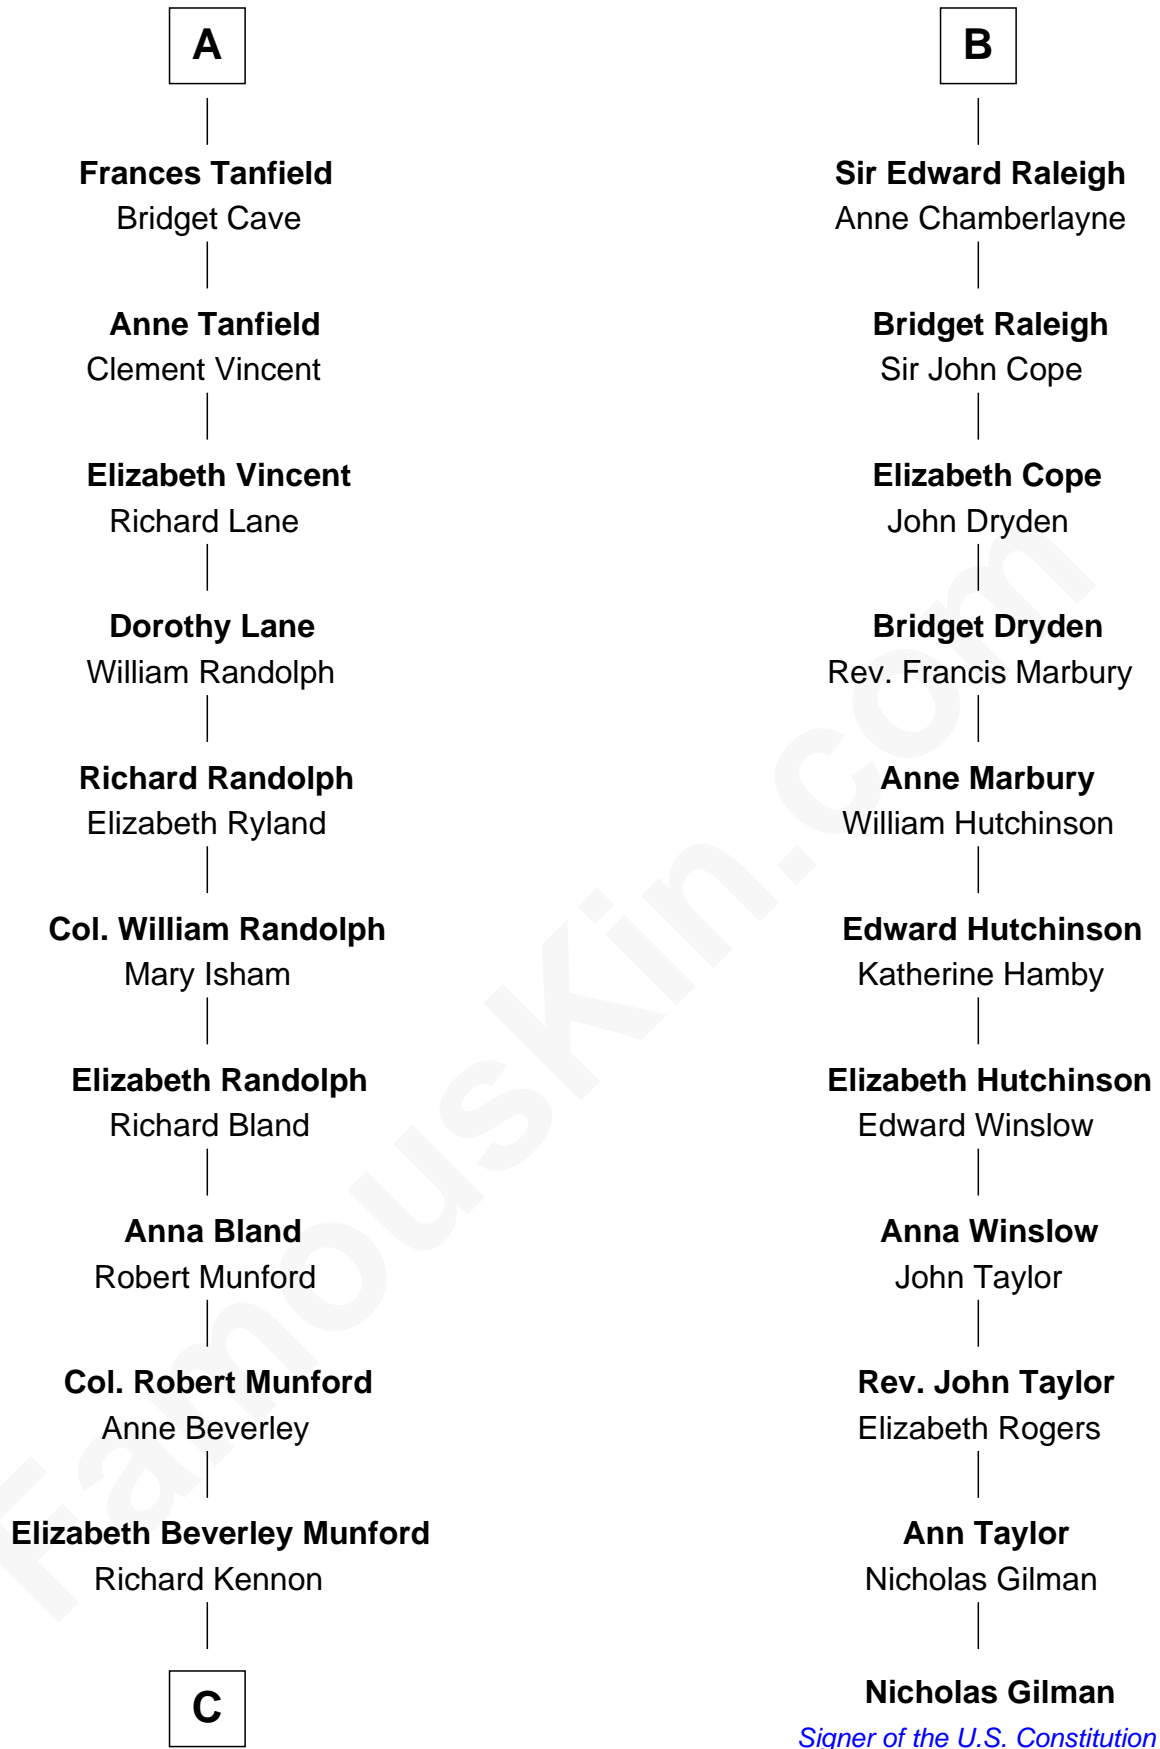 A
Frances Tanfield
Bridget Cave
Anne Tanfield
Clement Vincent
Elizabeth Vincent
Richard Lane
Dorothy Lane
William Randolph
Richard Randolph
Elizabeth Ryland
Col. William Randolph
Mary Isham
Elizabeth Randolph
Richard Bland
Anna Bland
Robert Munford
Col. Robert Munford
Anne Beverley
Elizabeth Beverley Munford
Richard Kennon
C
B
Sir Edward Raleigh
Anne Chamberlayne
Bridget Raleigh
Sir John Cope
Elizabeth Cope
John Dryden
Bridget Dryden
Rev. Francis Marbury
Anne Marbury
William Hutchinson
Edward Hutchinson
Katherine Hamby
Elizabeth Hutchinson
Edward Winslow
Anna Winslow
John Taylor
Rev. John Taylor
Elizabeth Rogers
Ann Taylor
Nicholas Gilman
Nicholas Gilman
Signer of the U.S. Constitution
FamousKin.com